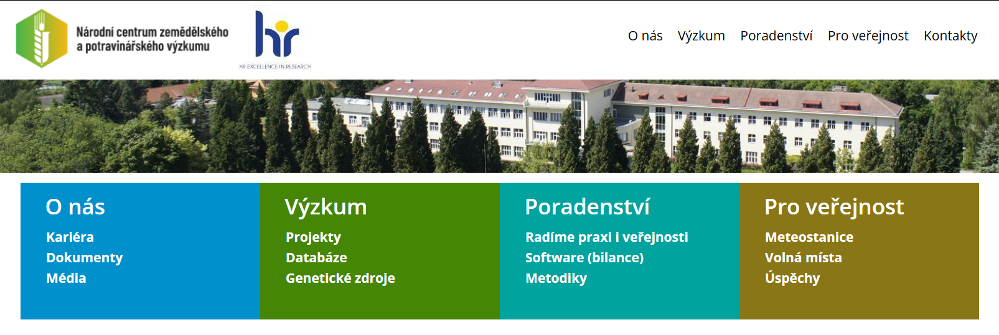 Národní centrum zemědělského
a potravinářského výzkumu
hr
HR EXCELLENCE IN RESEARCH
O nás Výzkum Poradenství Pro veřejnost Kontakty
O nás
Kariéra
Dokumenty
Média
Výzkum
Projekty
Databáze
Genetické zdroje
Poradenství
Radíme praxi i veřejnosti
Software (bilance)
Metodiky
Pro veřejnost
Meteostanice
Volná místa
Úspěchy